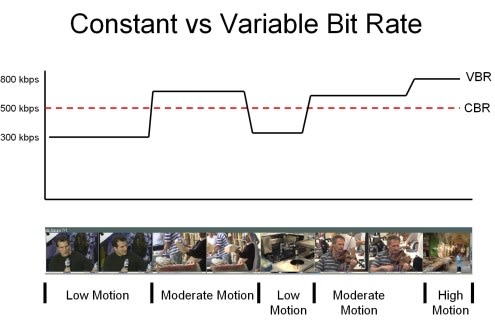 Constant vs Variable Bit Rate
800 kbps
VBR
500 kbps
CBR
300 kbps
Low Motion
Moderate Motion
Low
Motion
Moderate
Motion
High
Motion